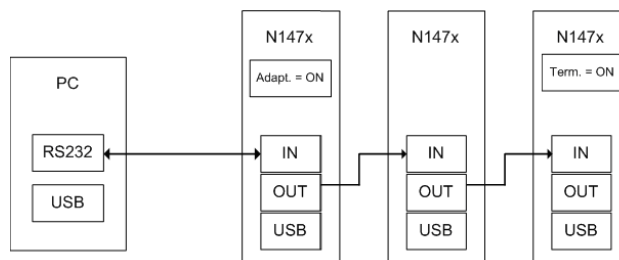 PC
RS232
USB
N147x
Adapt. = ON
IN
OUT
USB
N147x
IN
OUT
USB
N147x
Term. = ON
IN
OUT
USB